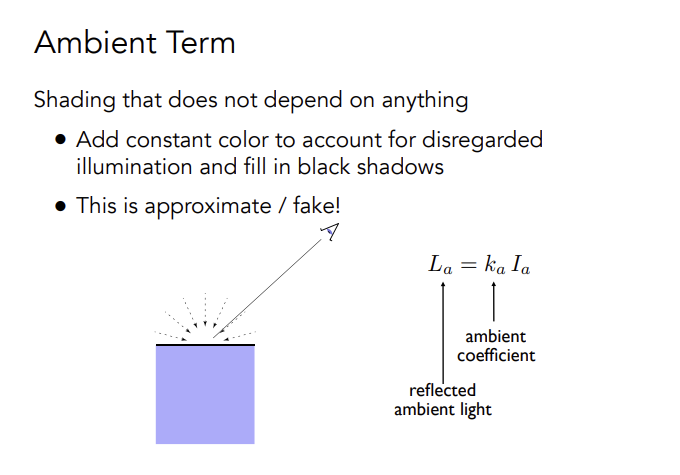 Ambient Term
Shading that does not depend on anything
• Add constant color to account for disregarded
illumination and fill in black shadows
• This is approximate / fake!
L_a = k_a I_a
ambient
coefficient
reflected
ambient light